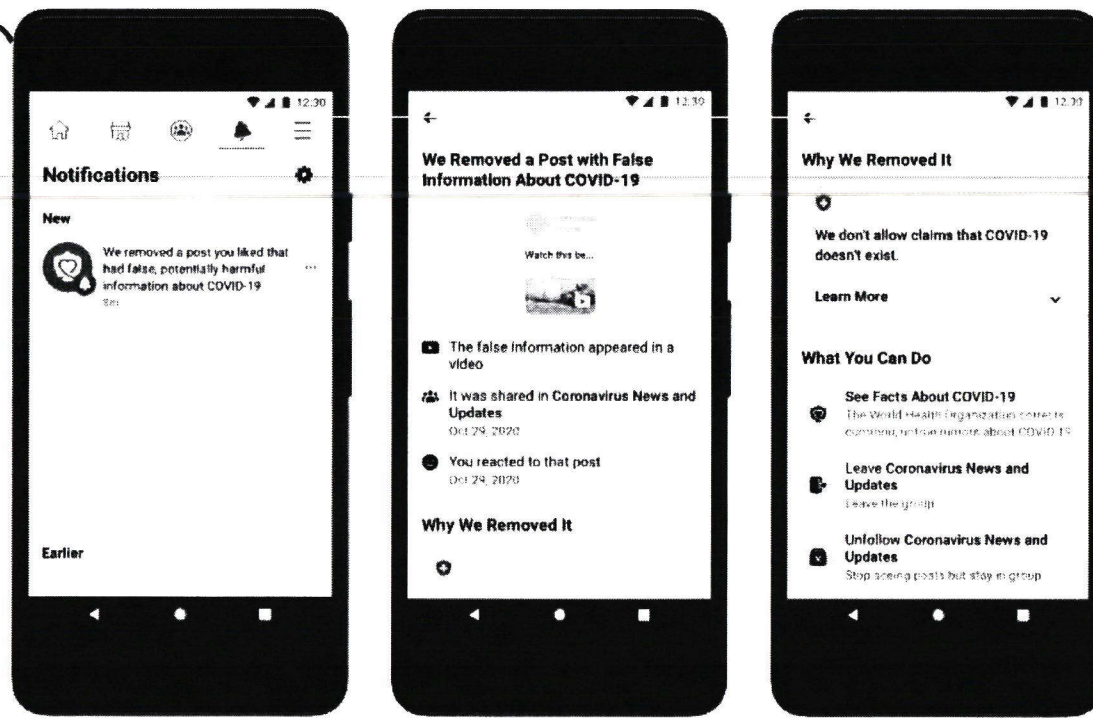 12:30
Notifications
New
We removed a post you liked that
had false, potentially harmful
information about COVID-19
Earlier
12:30
We Removed a Post with False
Information About COVID-19
Watch this be...
The false information appeared in a
video
It was shared in Coronavirus News and
Updates
Oct 29, 2020
You reacted to that post
Oct 29, 2020
Why We Removed It
12:30
Why We Removed It
We don't allow claims that COVID-19
doesn't exist.
Learn More
What You Can Do
See Facts About COVID-19
The World Health Organization corrects
common, untrue rumors about COVID-19
Leave Coronavirus News and
Updates
Leave the group
Unfollow Coronavirus News and
Updates
Stop seeing posts but stay in group